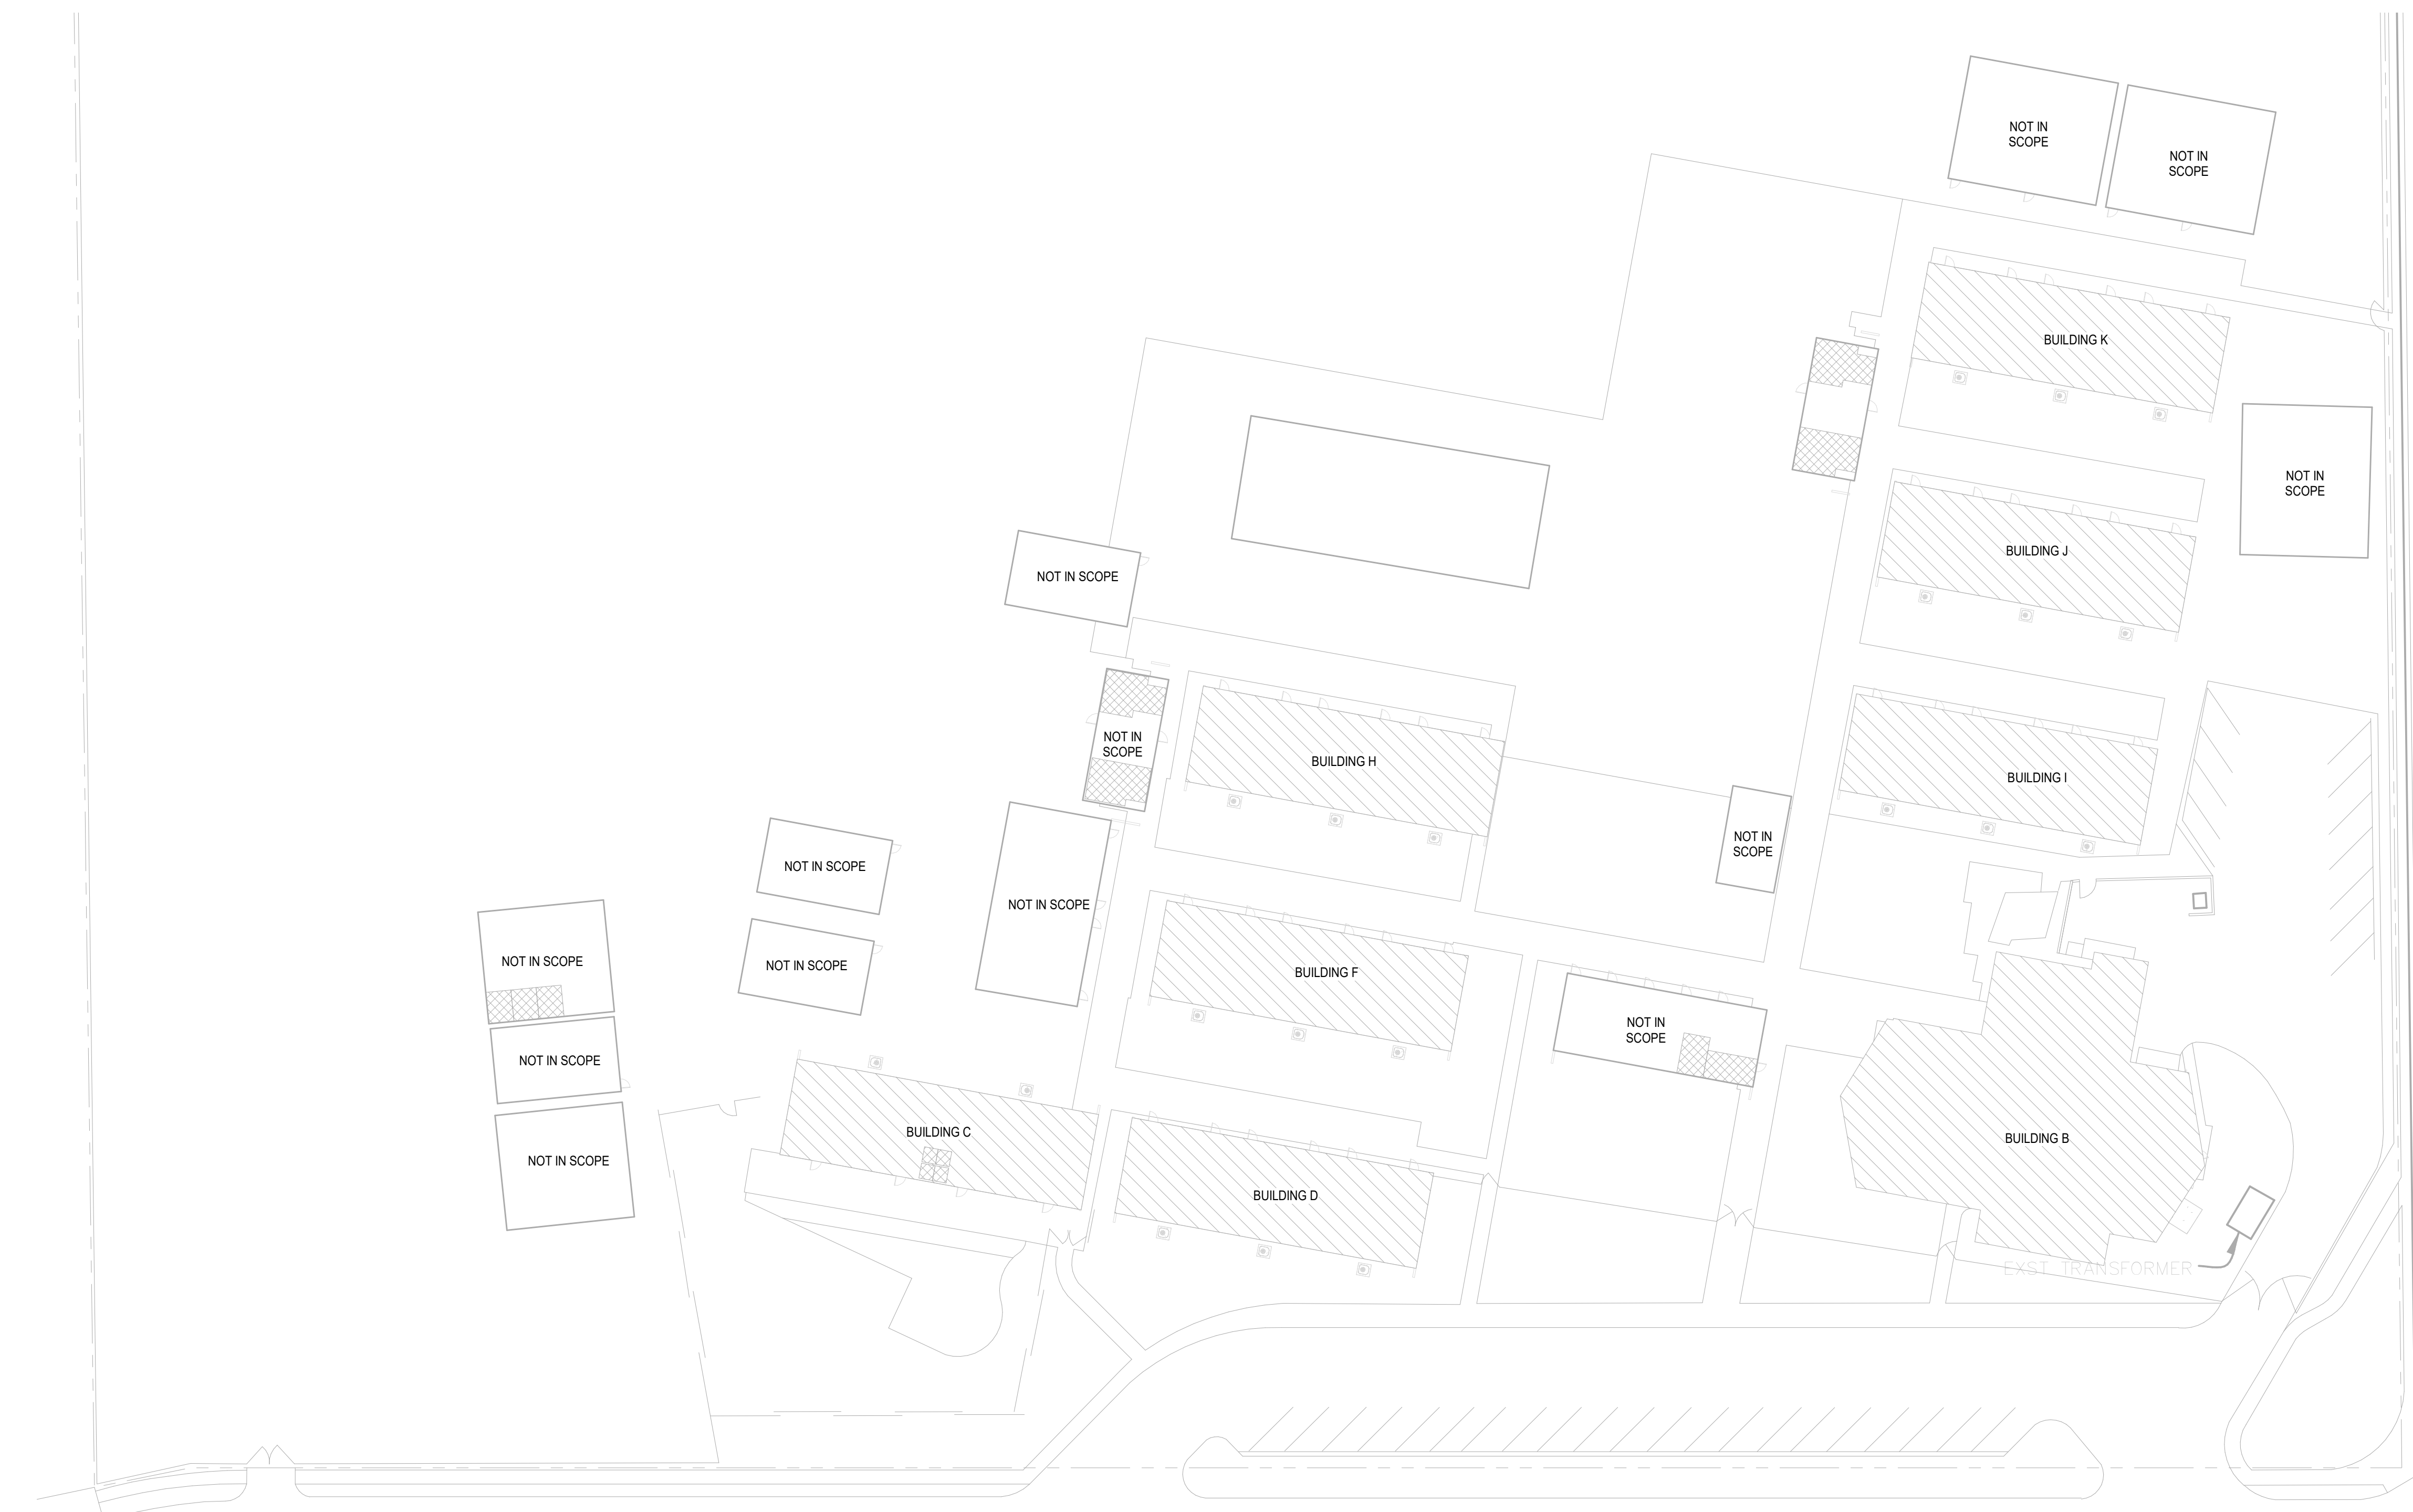 NOT IN
SCOPE
NOT IN
SCOPE
BUILDING K
NOT IN
SCOPE
BUILDING J
NOT IN SCOPE
NOT IN
SCOPE
BUILDING H
BUILDING I
NOT IN
SCOPE
NOT IN SCOPE
NOT IN SCOPE
NOT IN SCOPE
NOT IN SCOPE
NOT IN SCOPE
BUILDING F
NOT IN
SCOPE
NOT IN SCOPE
BUILDING C
BUILDING B
NOT IN SCOPE
BUILDING D
EXST TRANSFORMER